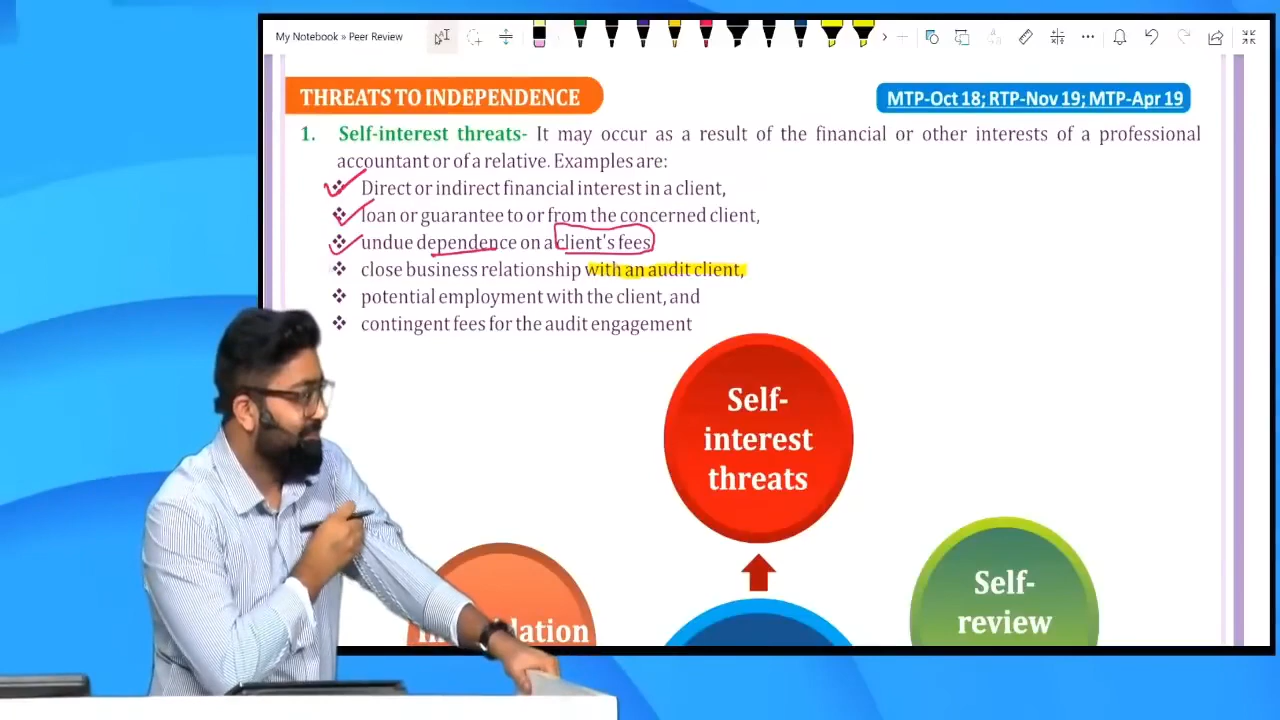 My Notebook » Peer Review
THREATS TO INDEPENDENCE
MTP-Oct 18; RTP-Nov 19; MTP-Apr 19
1. Self-interest threats- It may occur as a result of the financial or other interests of a professional
accountant or of a relative. Examples are:
❖ Direct or indirect financial interest in a client,
❖ loan or guarantee to or from the concerned client,
❖ undue dependence on a client's fees
❖ close business relationship with an audit client,
❖ potential employment with the client, and
❖ contingent fees for the audit engagement
Self-
interest
threats
Self-
review